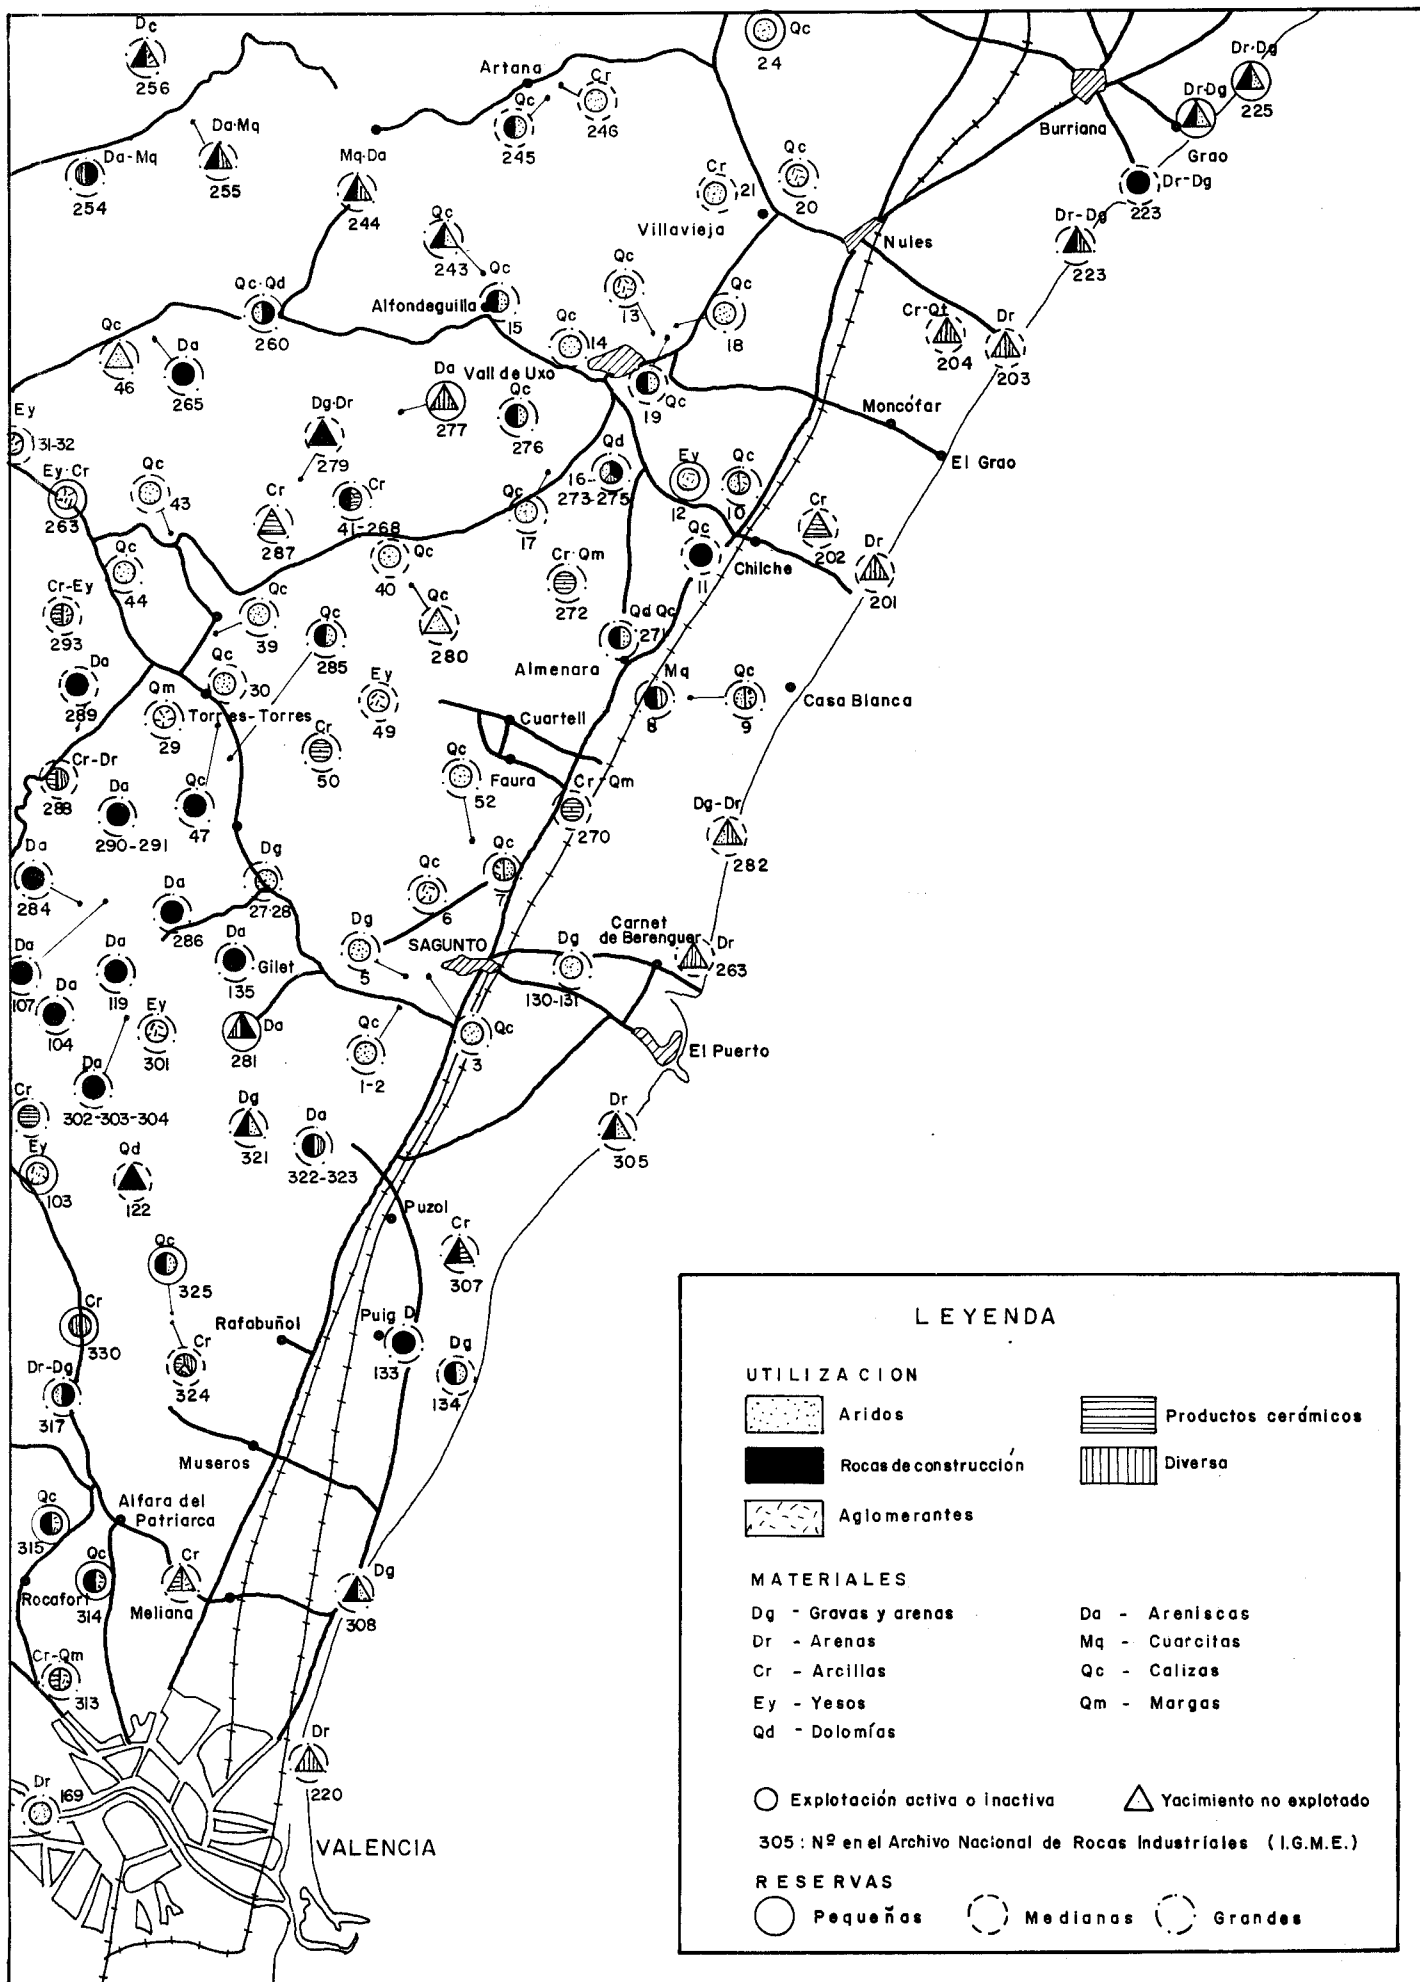 Dc
256
Artana
Qc
24
Cr
246
Qc
245
Dr-Dg
225
Dr-Dg
Grao
Burriana
Da-Mq
254
Da-Mq
255
Mq-Da
244
Cr
21
Qc
20
Villavieja
Dr-Dg
223
Dr-Dg
223
Nules
Qc
243
Qc
15
Alfondeguilla
Qc-Qd
260
Qc
13
Qc
18
Qc
14
Cr-Qt
204
Dr
203
Qc
46
Da
265
Vall de Uxo
Da
277
Qc
276
Qc
19
Moncófar
El Grao
Ey
31-32
Dg-Dr
279
Ey-Cr
263
Qc
43
Cr
287
Cr
41-268
Qd
16-
273-275
Ey
12
Qc
10
Qc
17
Cr
202
Qc
11
Chilche
Dr
201
Qc
44
Qc
40
Cr-Qm
272
Cr-Ey
293
Qc
39
Qc
285
Qc
280
Qd Qc
271
Almenara
Da
289
Qc
30
Qm
29
Torres-Torres
Ey
49
Mq
8
Qc
9
Casa Blanca
Cuartell
Cr
50
Faura
Cr-Dr
288
Da
290-291
Qc
47
Qc
52
Cr-Qm
270
Dg-Dr
282
Da
284
Dg
27-28
Qc
6
Qc
7
Da
286
Da
107
Da
119
Da
135
Gilet
Dg
5
SAGUNTO
Dg
130-131
Carnet
de Berenguer
Dr
263
Da
104
Ey
301
Da
281
Qc
1-2
Qc
3
El Puerto
Da
302-303-304
Cr
Dg
321
Da
322-323
Dr
305
Ey
103
Qd
122
Puzol
Cr
307
Qc
325
Cr
330
Rafabuñol
Puig D
133
Cr
324
Dg
134
Dr-Dg
317
Museros
Qc
315
Alfara del
Patriarca
Qc
314
Rocafort
Cr
Meliana
Dg
308
Cr-Qm
313
Dr
220
Dr
169
VALENCIA
LEYENDA
UTILIZACION
Aridos
Productos cerámicos
Rocas de construcción
Diversa
Aglomerantes
MATERIALES
Dg - Gravas y arenas
Da - Areniscas
Dr - Arenas
Mq - Cuarcitas
Cr - Arcillas
Qc - Calizas
Ey - Yesos
Qm - Margas
Qd - Dolomías
Explotación activa o inactiva
Yacimiento no explotado
305 : Nº en el Archivo Nacional de Rocas Industriales (I.G.M.E.)
RESERVAS
Pequeñas
Medianas
Grandes